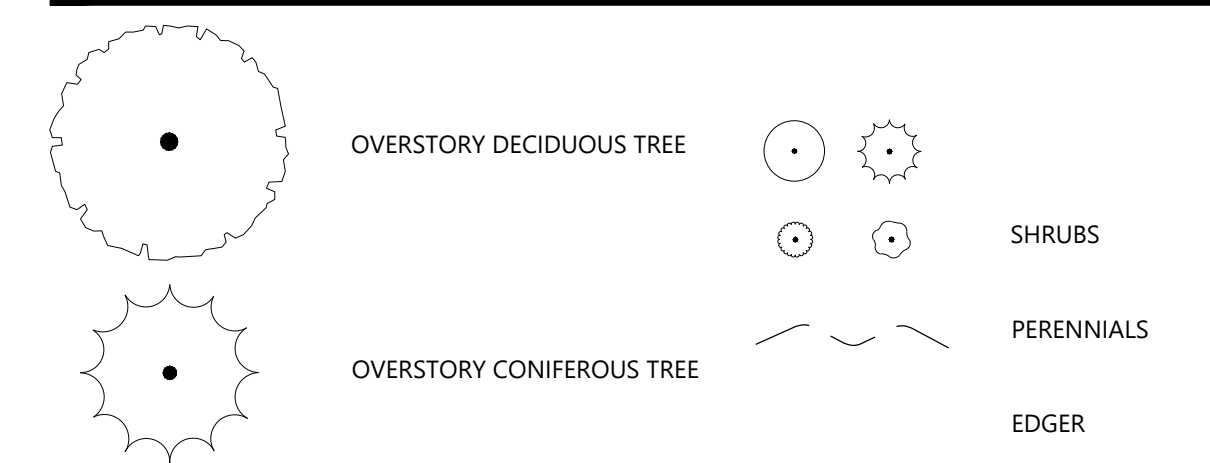 OVERSTORY DECIDUOUS TREE
OVERSTORY CONIFEROUS TREE
SHRUBS
PERENNIALS
EDGER